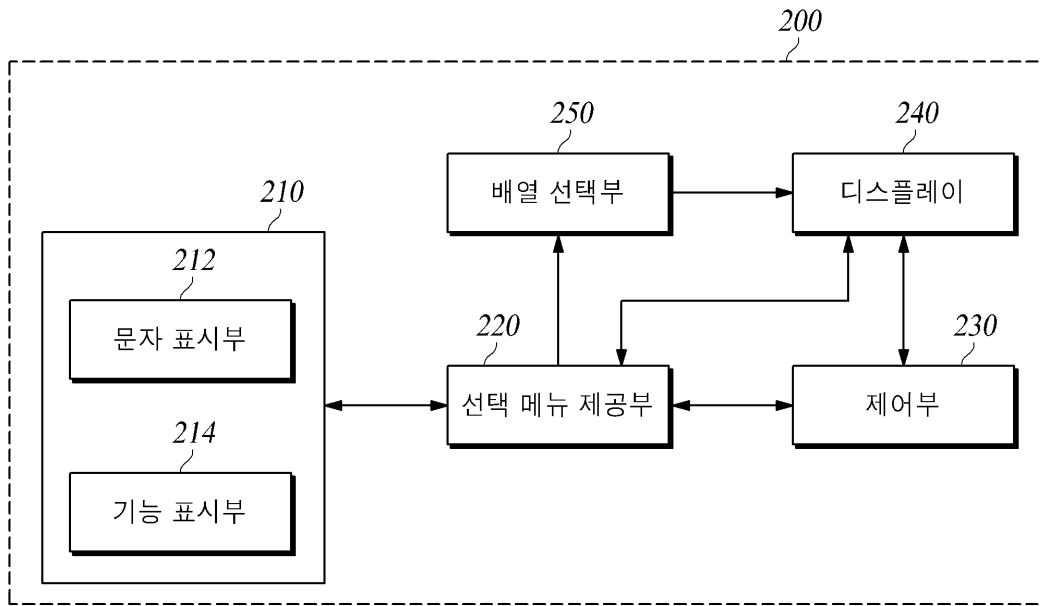 200
250
240
배열 선택부
디스플레이
210
212
문자 표시부
220
230
선택 메뉴 제공부
제어부
214
기능 표시부